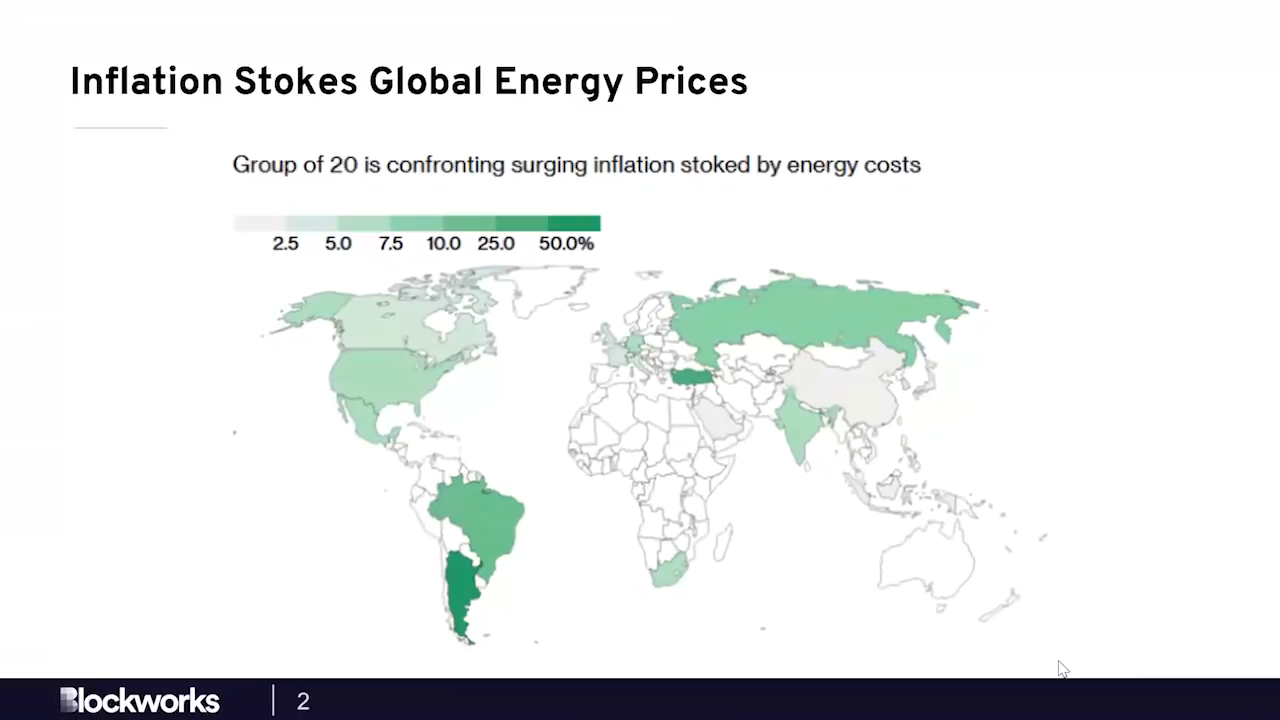 Inflation Stokes Global Energy Prices
Group of 20 is confronting surging inflation stoked by energy costs
2.5 5.0 7.5 10.0 25.0 50.0%
Blockworks 2